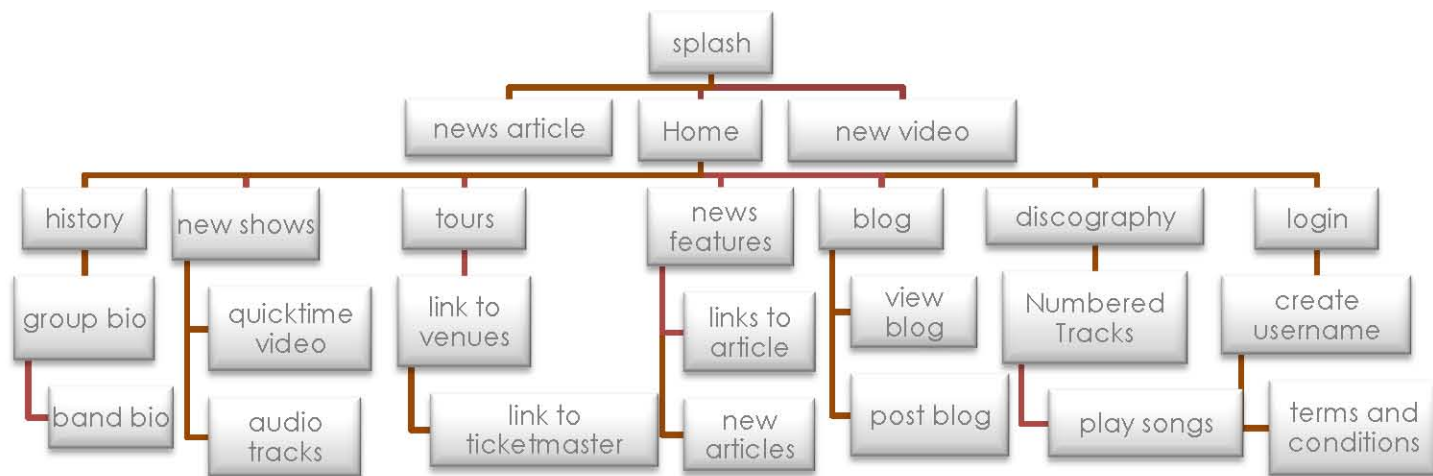 splash
news article
Home
new video
history
new shows
tours
news
features
blog
discography
login
group bio
quicktime
video
link to
venues
links to
article
view
blog
Numbered
Tracks
create
username
band bio
audio
tracks
link to
ticketmaster
new
articles
post blog
play songs
terms and
conditions